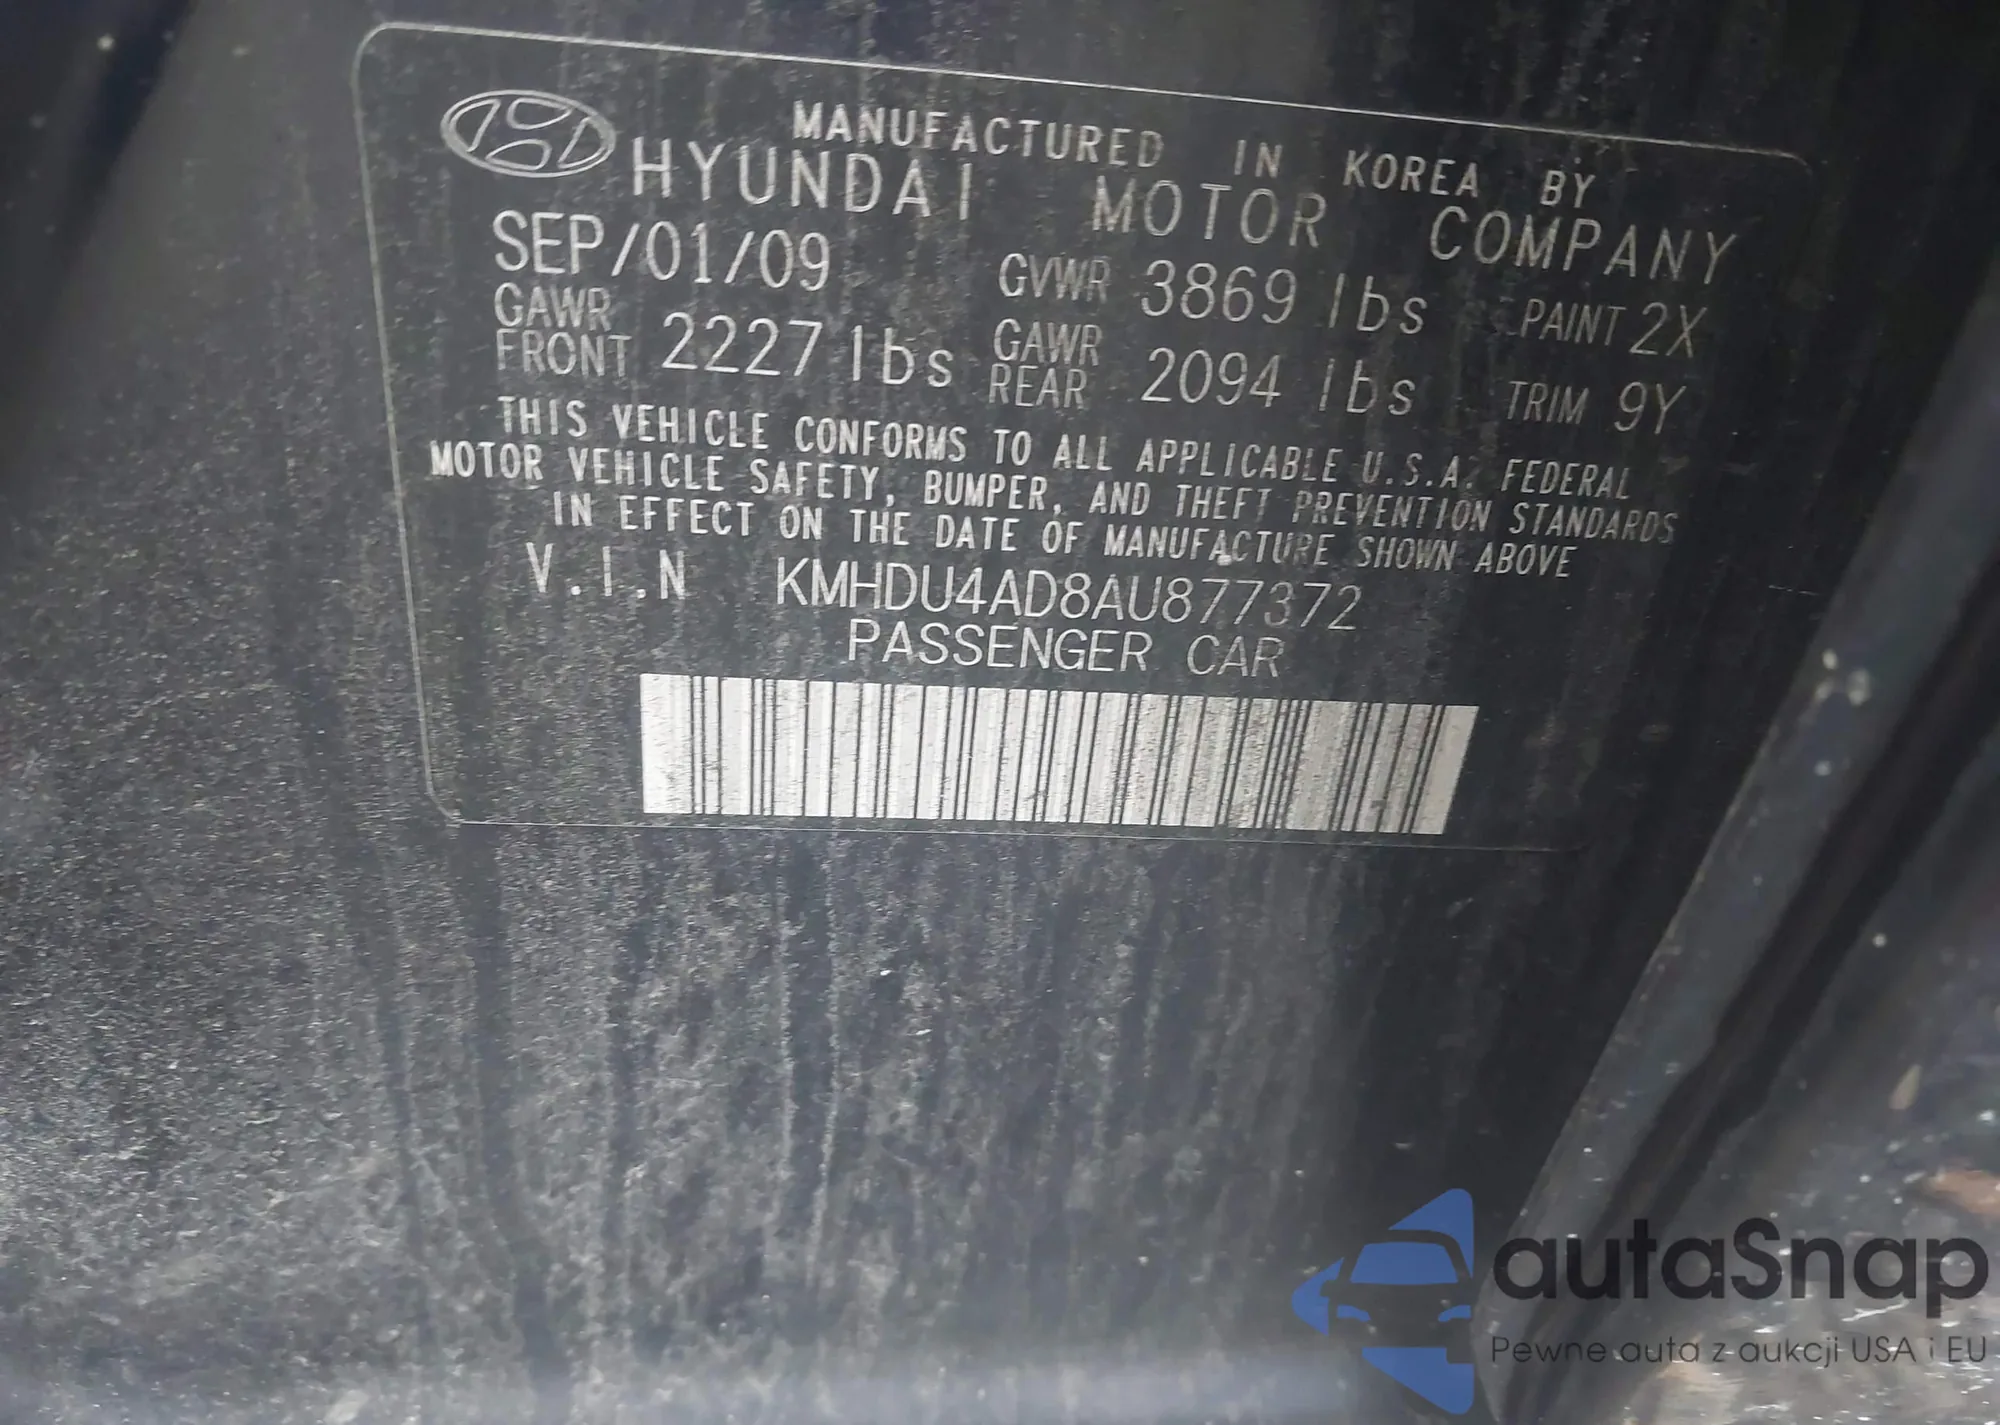 MANUFACTURED IN KOREA BY
HYUNDAI MOTOR COMPANY
SEP/01/09 GVWR 3869 lbs PAINT 2X
GAWR FRONT 2227 lbs GAWR REAR 2094 lbs TRIM 9Y
THIS VEHICLE CONFORMS TO ALL APPLICABLE U.S.A. FEDERAL
MOTOR VEHICLE SAFETY, BUMPER, AND THEFT PREVENTION STANDARDS
IN EFFECT ON THE DATE OF MANUFACTURE SHOWN ABOVE
V.I.N KMHDU4AD8AU877372
PASSENGER CAR
autaSnap
Pewne auta z aukcji USA i EU